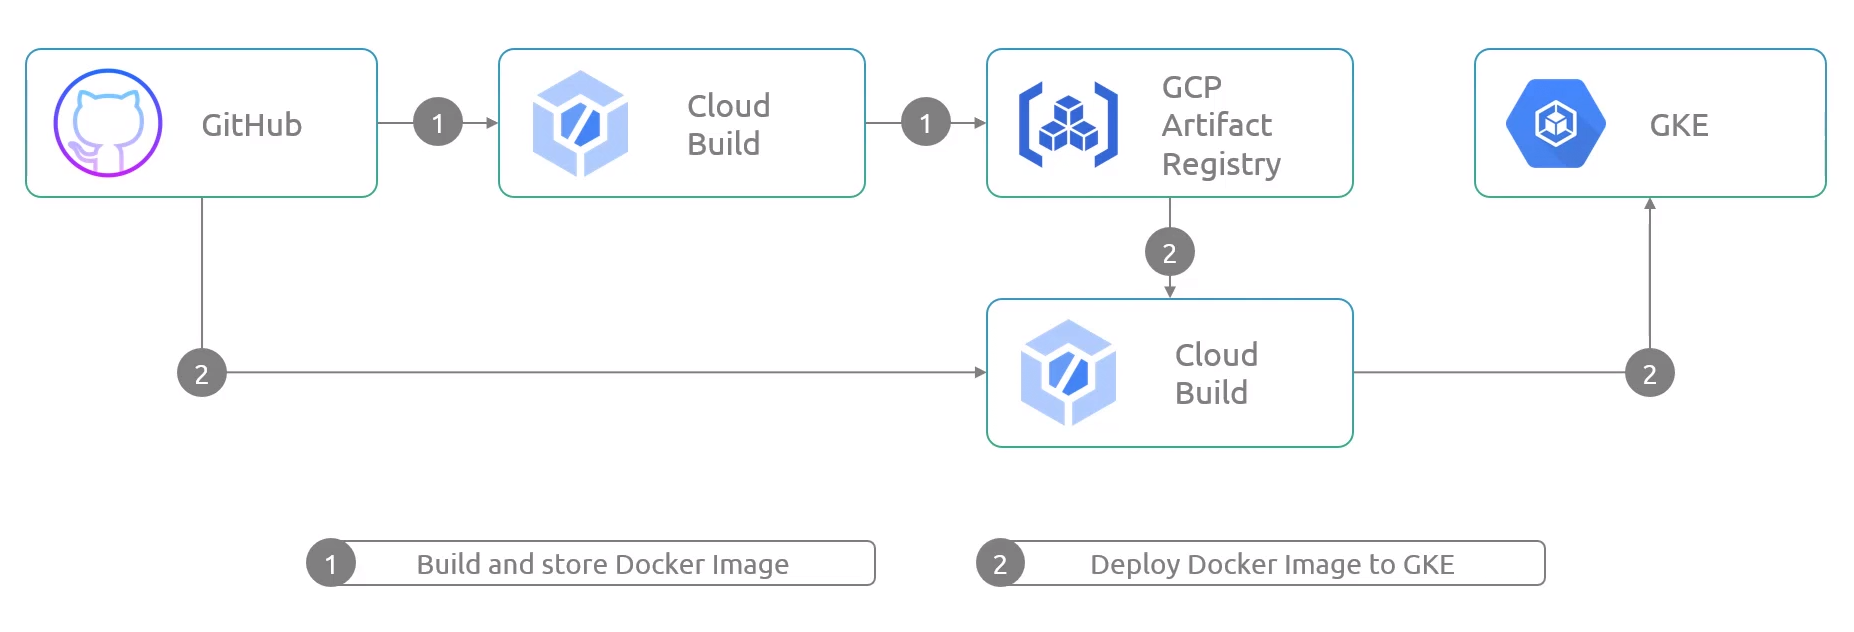 GitHub
1
Cloud
Build
1
GCP
Artifact
Registry
GKE
2
2
Cloud
Build
2
1 Build and store Docker Image
2 Deploy Docker Image to GKE